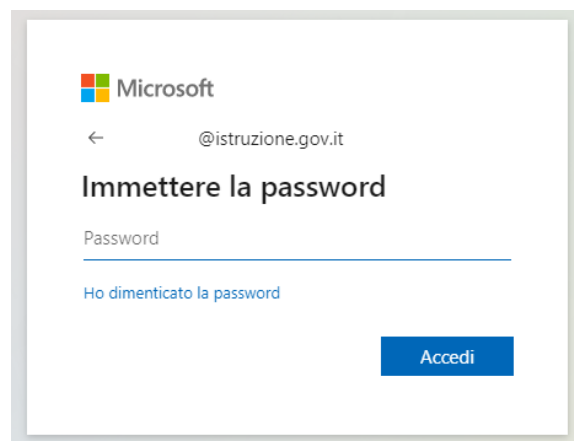 Microsoft
@istruzione.gov.it
Immettere la password
Password
Ho dimenticato la password
Accedi